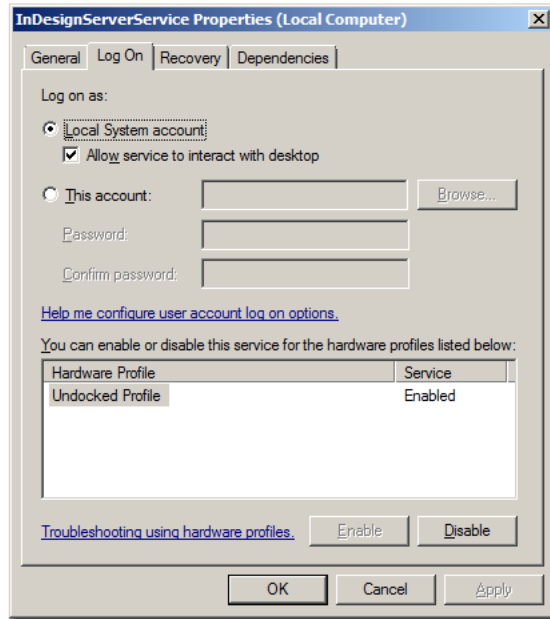 InDesignServerService Properties (Local Computer)
General Log On Recovery Dependencies
Log on as:
Local System account
Allow service to interact with desktop
This account:
Browse...
Password:
Confirm password:
Help me configure user account log on options.
You can enable or disable this service for the hardware profiles listed below:
Hardware Profile Service
Undocked Profile Enabled
Troubleshooting using hardware profiles. Enable Disable
OK Cancel Apply